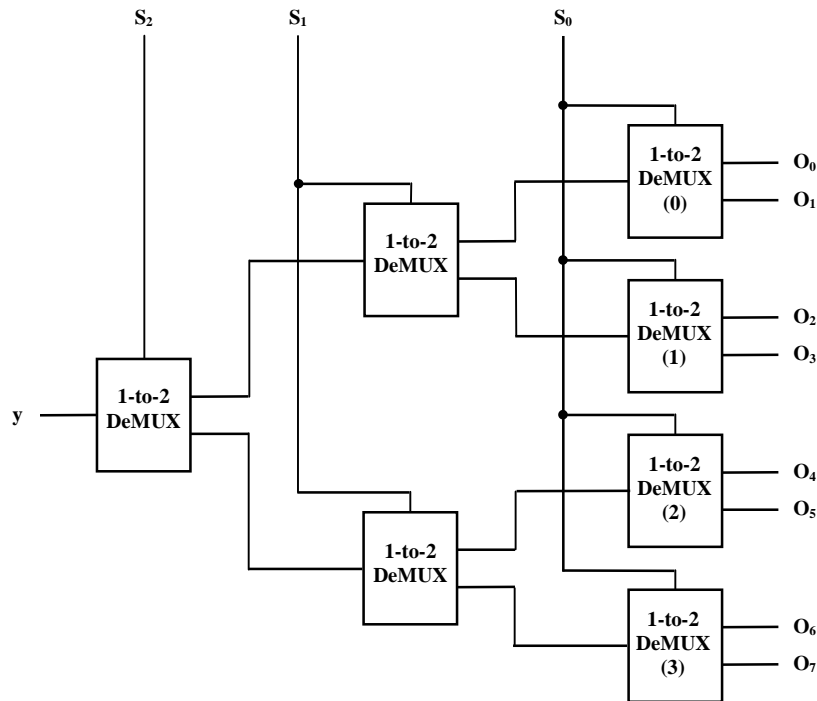 S₂
S₁
S₀
1-to-2
DeMUX
(0)
O₀
O₁
1-to-2
DeMUX
1-to-2
DeMUX
(1)
O₂
O₃
y
1-to-2
DeMUX
1-to-2
DeMUX
(2)
O₄
O₅
1-to-2
DeMUX
1-to-2
DeMUX
(3)
O₆
O₇